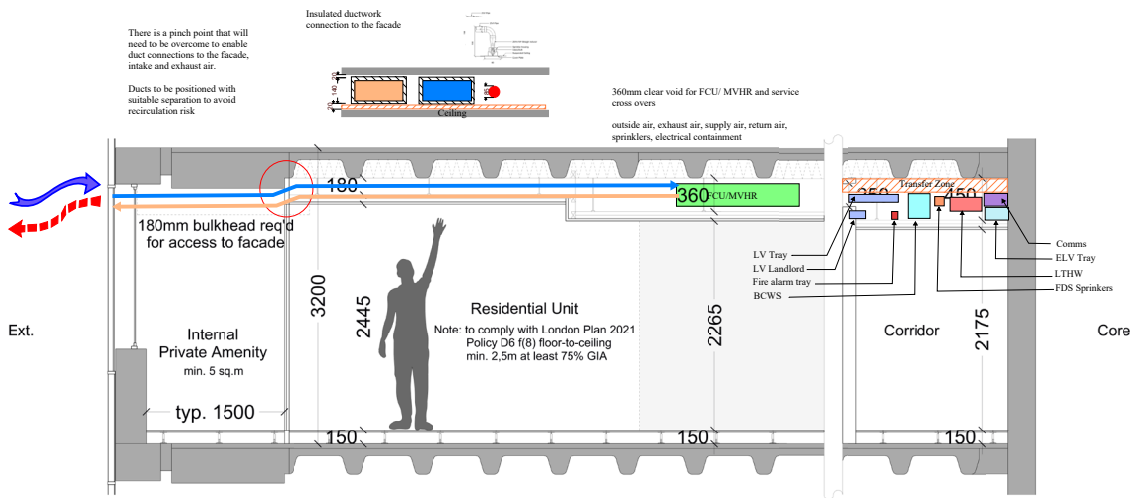 Insulated ductwork
connection to the facade
There is a pinch point that will
need to be overcome to enable
duct connections to the facade,
intake and exhaust air.
Ducts to be positioned with
suitable separation to avoid
recirculation risk
20
140
20
85
Ceiling
360mm clear void for FCU/ MVHR and service
cross overs
outside air, exhaust air, supply air, return air,
sprinklers, electrical containment
180
360
FCU/MVHR
Transfer Zone
350
450
180mm bulkhead req'd
for access to facade
LV Tray
LV Landlord
Fire alarm tray
BCWS
Comms
ELV Tray
LTHW
FDS Sprinkers
Ext.
Internal
Private Amenity
min. 5 sq.m
typ. 1500
3200
2445
Residential Unit
Note: to comply with London Plan 2021
Policy D6 f(8) floor-to-ceiling
min. 2,5m at least 75% GIA
2265
Corridor
2175
Core
150
150
150